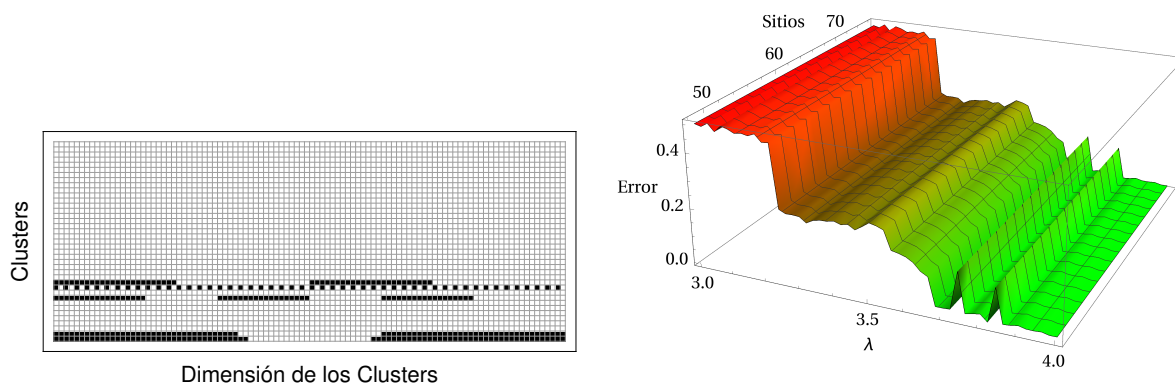 Clusters
Dimensión de los Clusters
Sitios
50
60
70
Error
0.4
0.2
0.0
3.0
3.5
4.0
λ